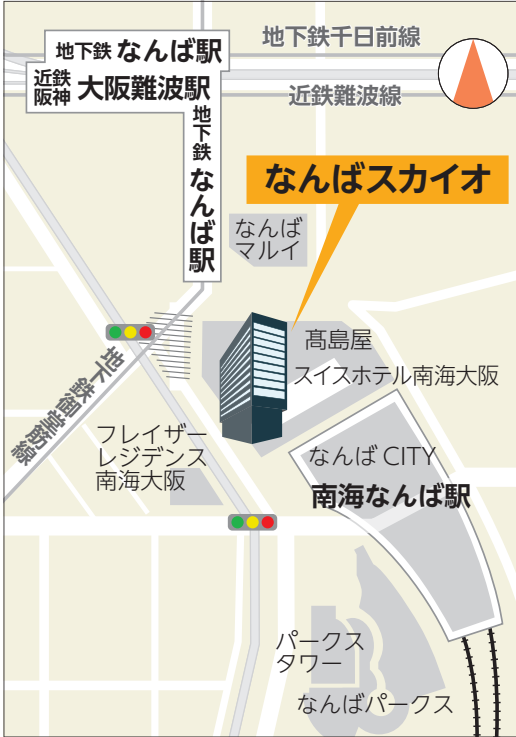 地下鉄 なんば駅
近鉄
阪神 大阪難波駅
地下鉄 なんば駅
地下鉄千日前線
近鉄難波線
なんばスカイオ
なんば
マルイ
髙島屋
スイスホテル南海大阪
地下鉄御堂筋線
フレイザー
レジデンス
南海大阪
なんば CITY
南海なんば駅
パークス
タワー
なんばパークス